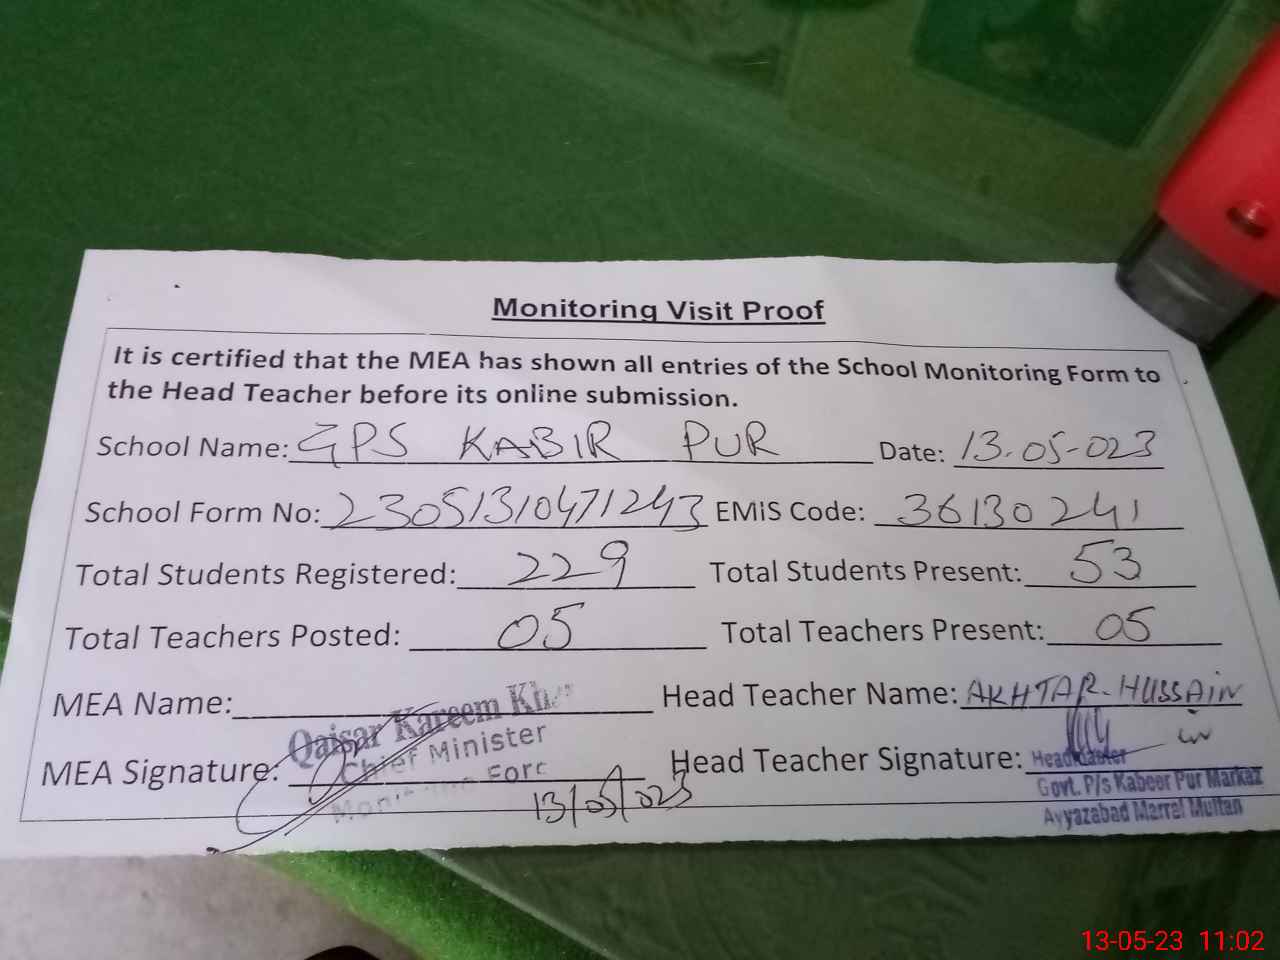 Monitoring Visit Proof
It is certified that the MEA has shown all entries of the School Monitoring Form to
the Head Teacher before its online submission.
School Name: GPS KABIR PUR Date: 13.05-023
School Form No: 23051310471243 EMiS Code: 36130241
Total Students Registered: 229 Total Students Present: 53
Total Teachers Posted: 05 Total Teachers Present: 05
MEA Name: Head Teacher Name: AKHTAR-HUSSAiN
Qaisar Kareem
Chief Minister
MEA Signature: Head Teacher Signature:
13/05/023
Govt. P/s Kabeer Pur Markaz
Ayyazabad Marrel Multan
13-05-23 11:02